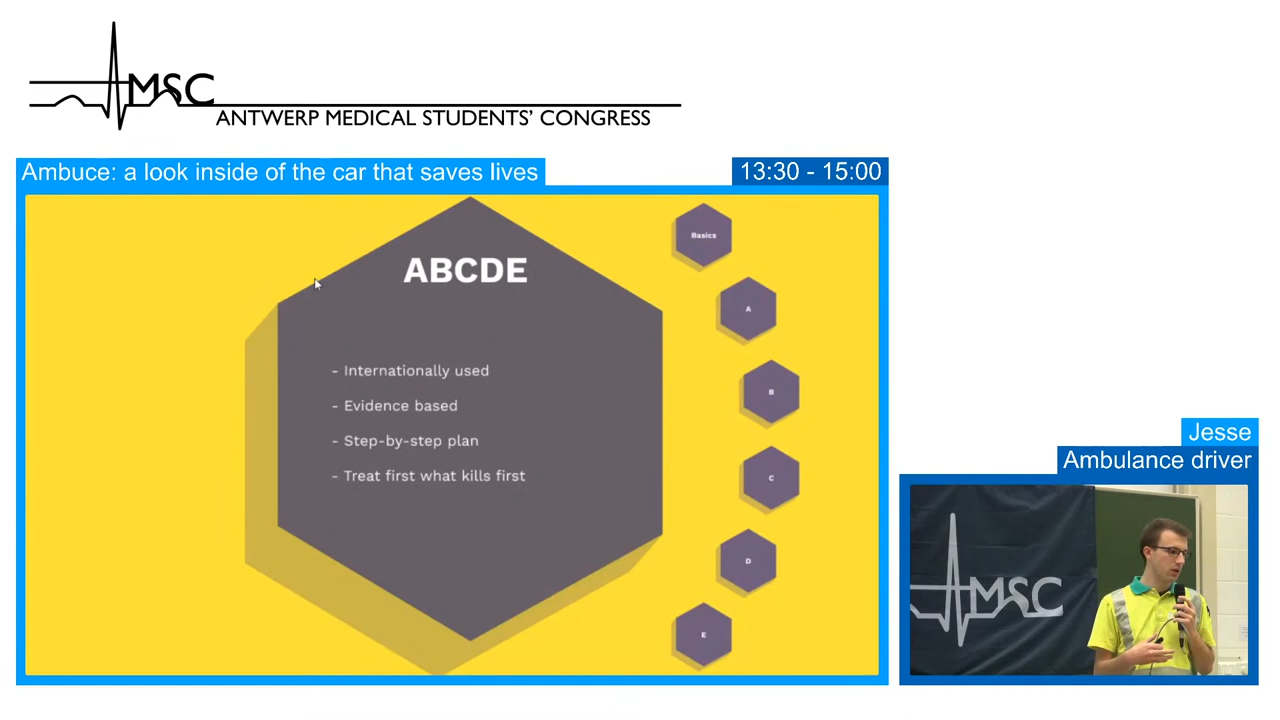 MSC
ANTWERP MEDICAL STUDENTS' CONGRESS
Ambuce: a look inside of the car that saves lives
13:30 - 15:00
ABCDE
- Internationally used
- Evidence based
- Step-by-step plan
- Treat first what kills first
Basics
A
B
C
D
E
Jesse
Ambulance driver
MSC